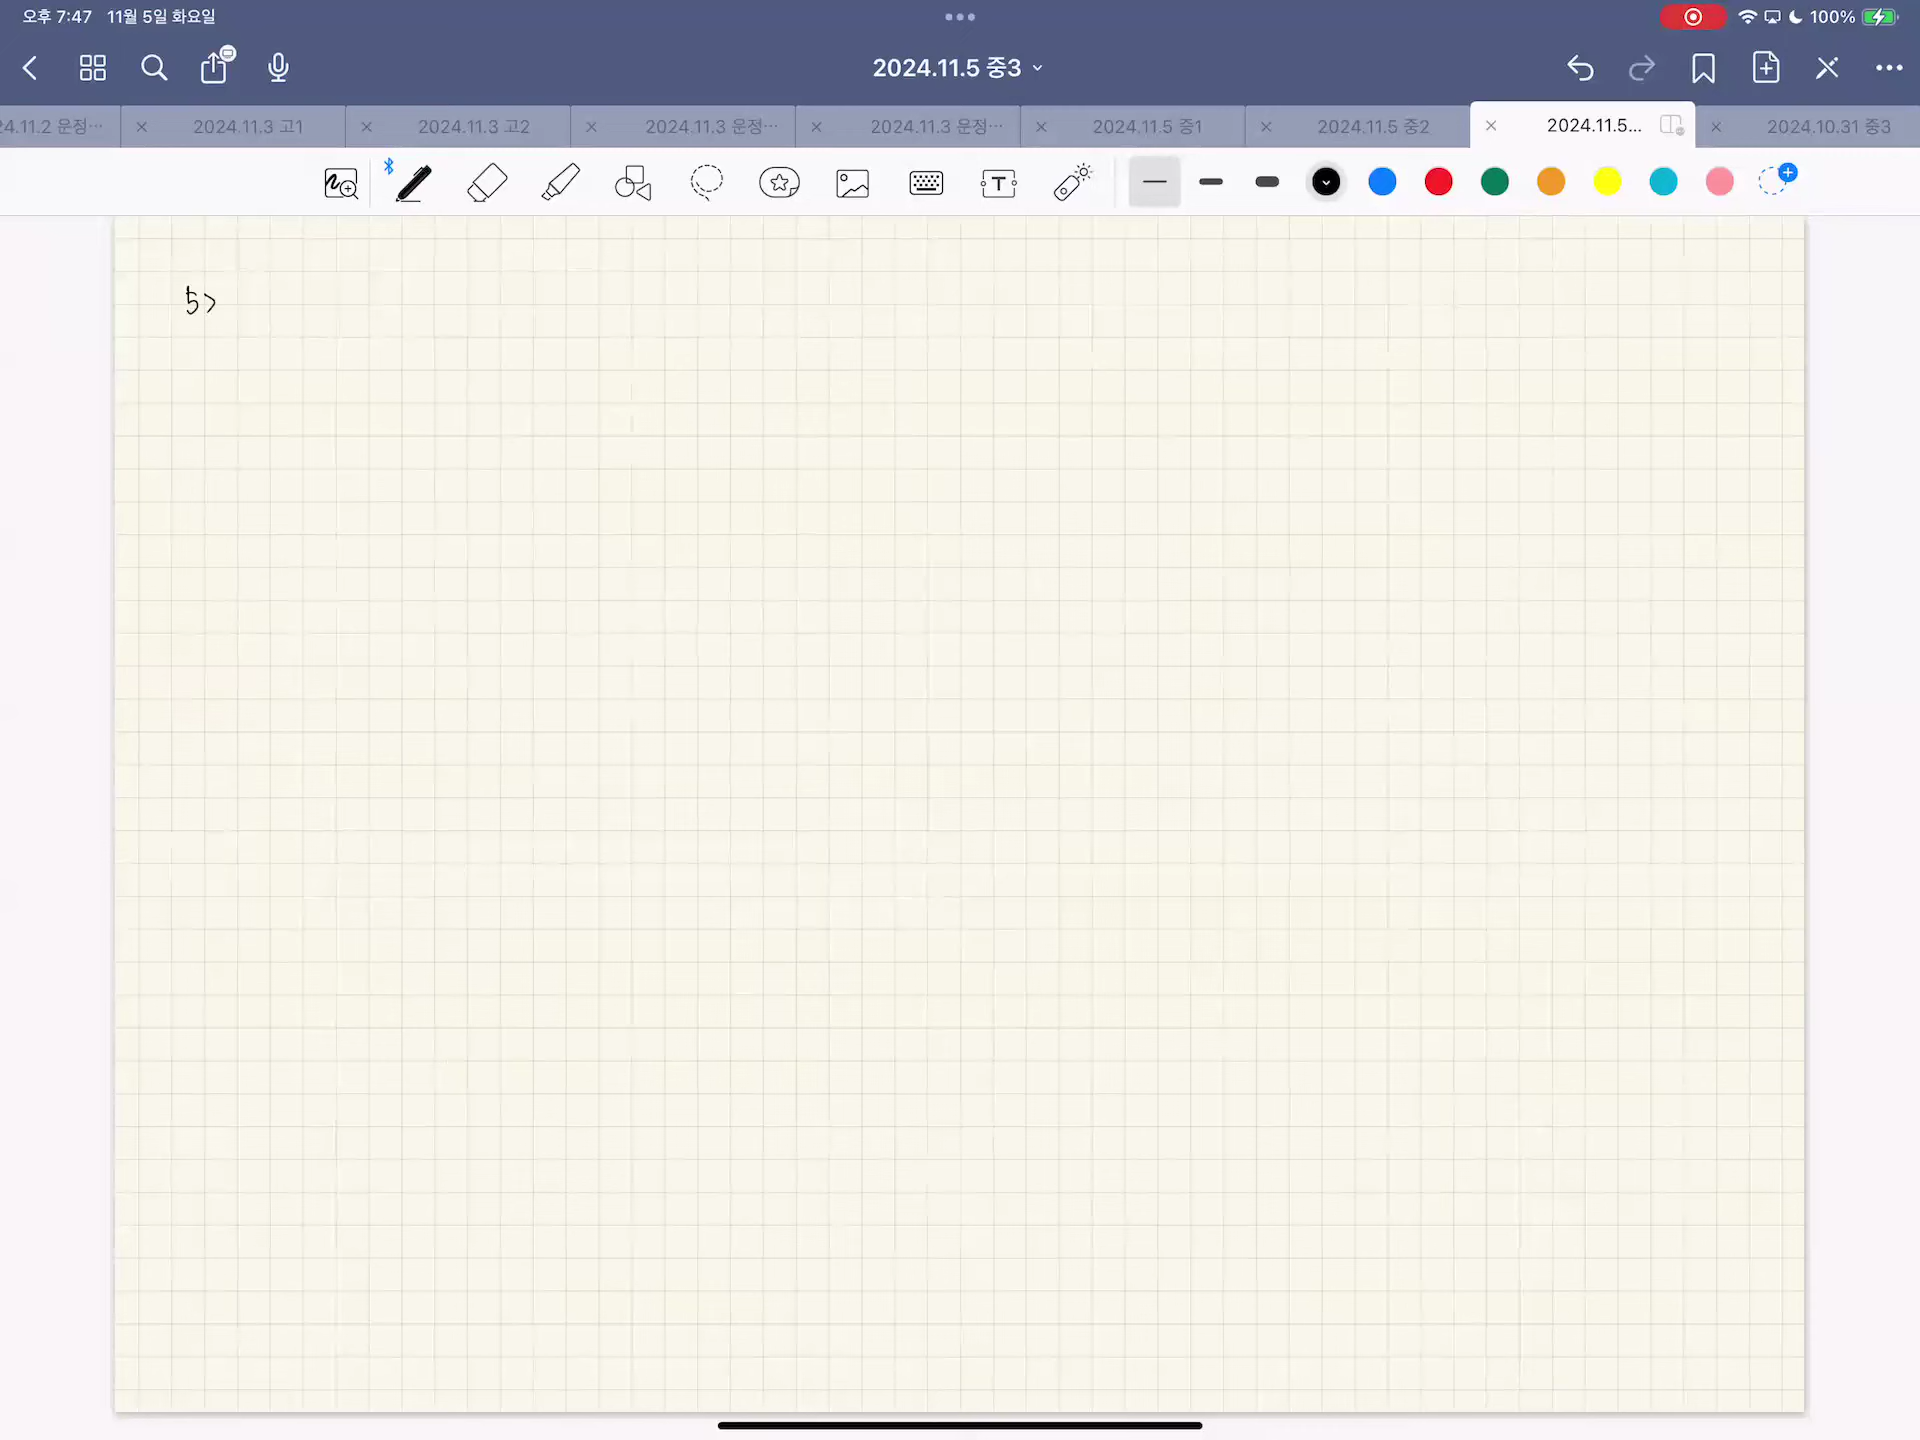 오후 7:47 11월 5일 화요일
100%
2024.11.5 중3
24.11.2 운정…
2024.11.3 고1
2024.11.3 고2
2024.11.3 운정…
2024.11.3 운정…
2024.11.5 중1
2024.11.5 중2
2024.11.5...
2024.10.31 중3
T
5>